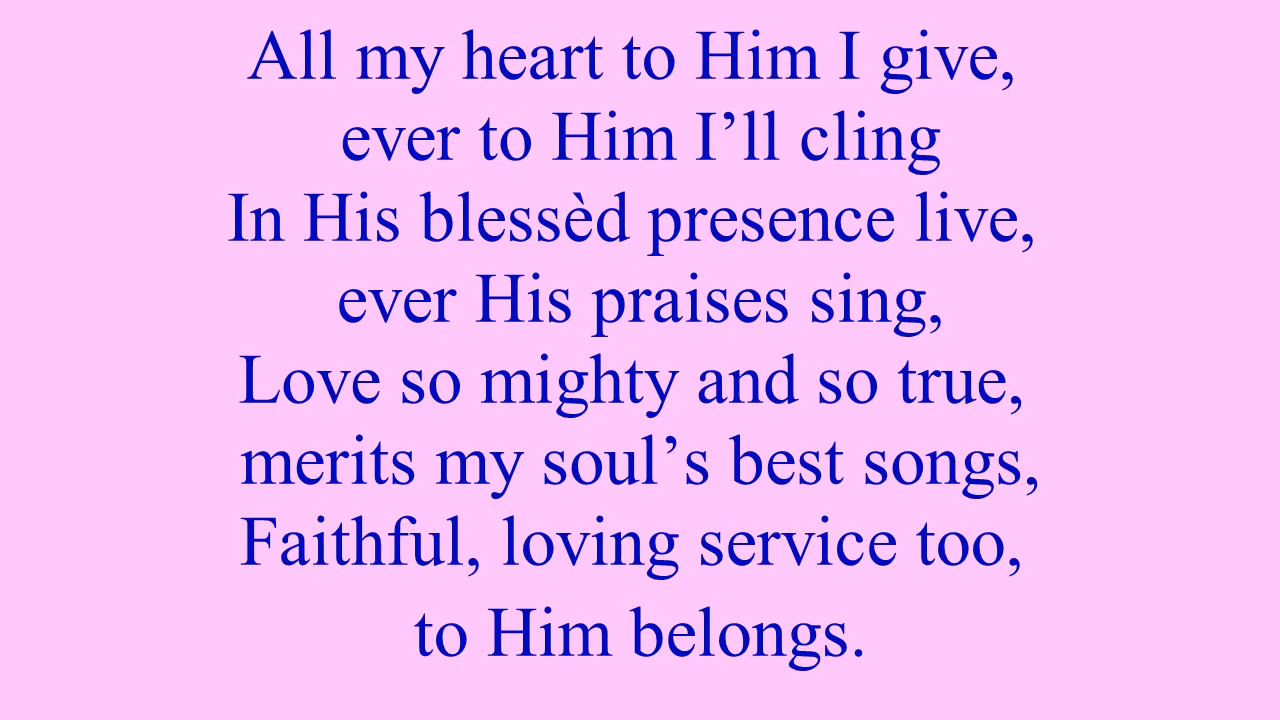 All my heart to Him I give,
ever to Him I’ll cling
In His blessèd presence live,
ever His praises sing,
Love so mighty and so true,
merits my soul’s best songs,
Faithful, loving service too,
to Him belongs.